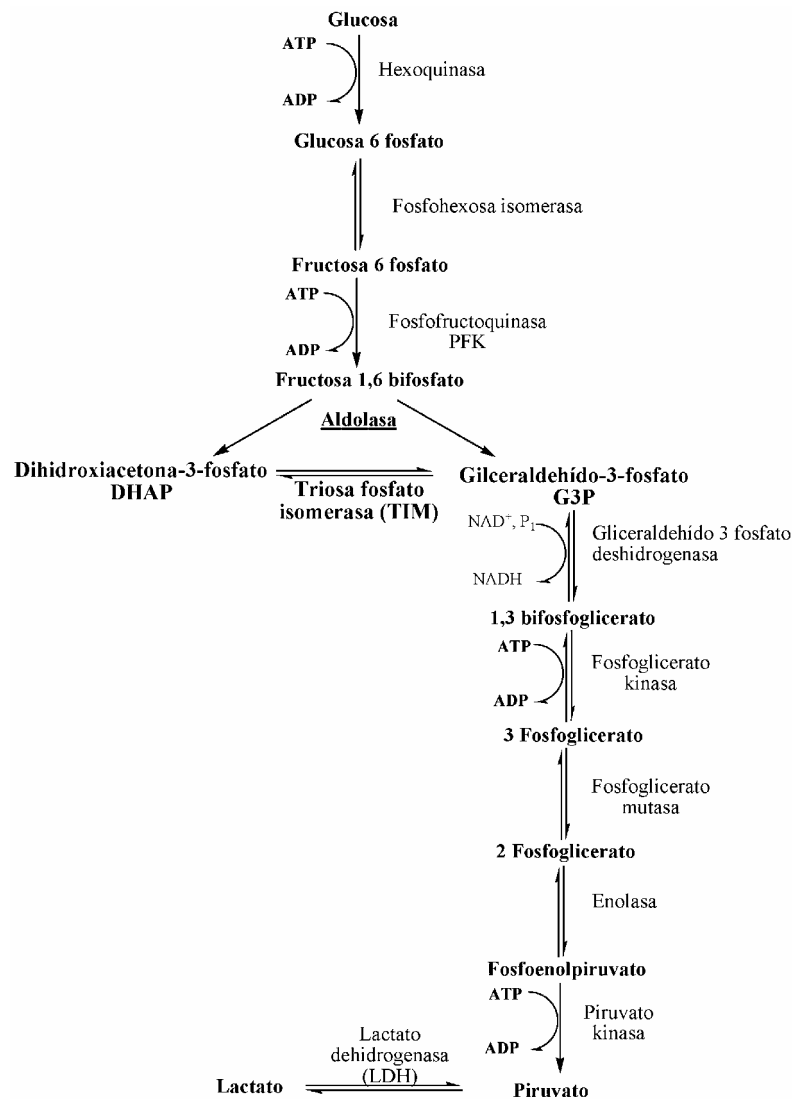 Glucosa
ATP
Hexoquinasa
ADP
Glucosa 6 fosfato
Fosfohexosa isomerasa
Fructosa 6 fosfato
ATP
Fosfofructoquinasa
PFK
ADP
Fructosa 1,6 bifosfato
Aldolasa
Dihidroxiacetona-3-fosfato
DHAP
Triosa fosfato
isomerasa (TIM)
Gilceraldehído-3-fosfato
G3P
NAD⁺, P₁
Gliceraldehído 3 fosfato
deshidrogenasa
NADH
1,3 bifosfoglicerato
ATP
Fosfoglicerato
kinasa
ADP
3 Fosfoglicerato
Fosfoglicerato
mutasa
2 Fosfoglicerato
Enolasa
Fosfoenolpiruvato
ATP
Piruvato
kinasa
ADP
Lactato
dehidrogenasa
(LDH)
Lactato
Piruvato